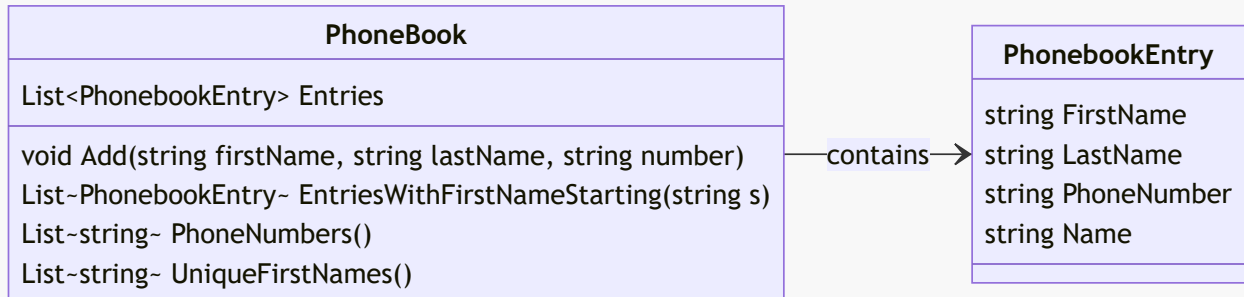 PhoneBook
List<PhonebookEntry> Entries
void Add(string firstName, string lastName, string number)
List~PhonebookEntry~ EntriesWithFirstNameStarting(string s)
List~string~ PhoneNumbers()
List~string~ UniqueFirstNames()
contains
PhonebookEntry
string FirstName
string LastName
string PhoneNumber
string Name